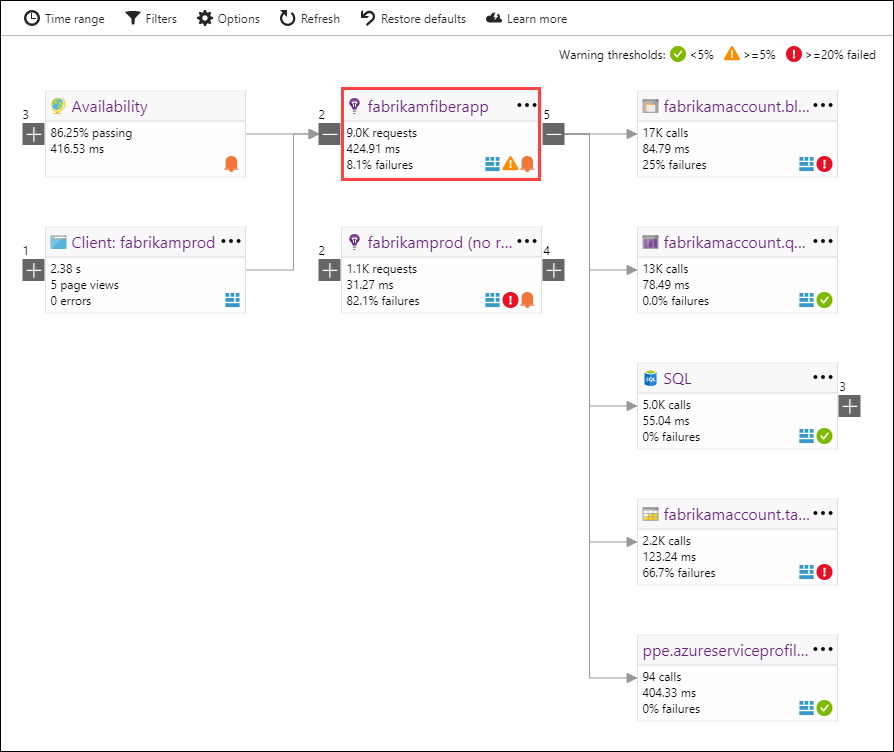 Time range Filters Options Refresh Restore defaults Learn more
Warning thresholds: <5% >=5% >=20% failed
3
Availability
86.25% passing
416.53 ms
2
fabrikamfiberapp ...
5
9.0K requests
424.91 ms
8.1% failures
fabrikamaccount.bl... ...
17K calls
84.79 ms
25% failures
1
Client: fabrikamprod ...
2.38 s
5 page views
0 errors
2
fabrikamprod (no r... ...
4
1.1K requests
31.27 ms
82.1% failures
fabrikamaccount.q... ...
13K calls
78.49 ms
0.0% failures
SQL ...
3
5.0K calls
55.04 ms
0% failures
fabrikamaccount.ta... ...
2.2K calls
123.24 ms
66.7% failures
ppe.azureserviceprofil... ...
94 calls
404.33 ms
0% failures